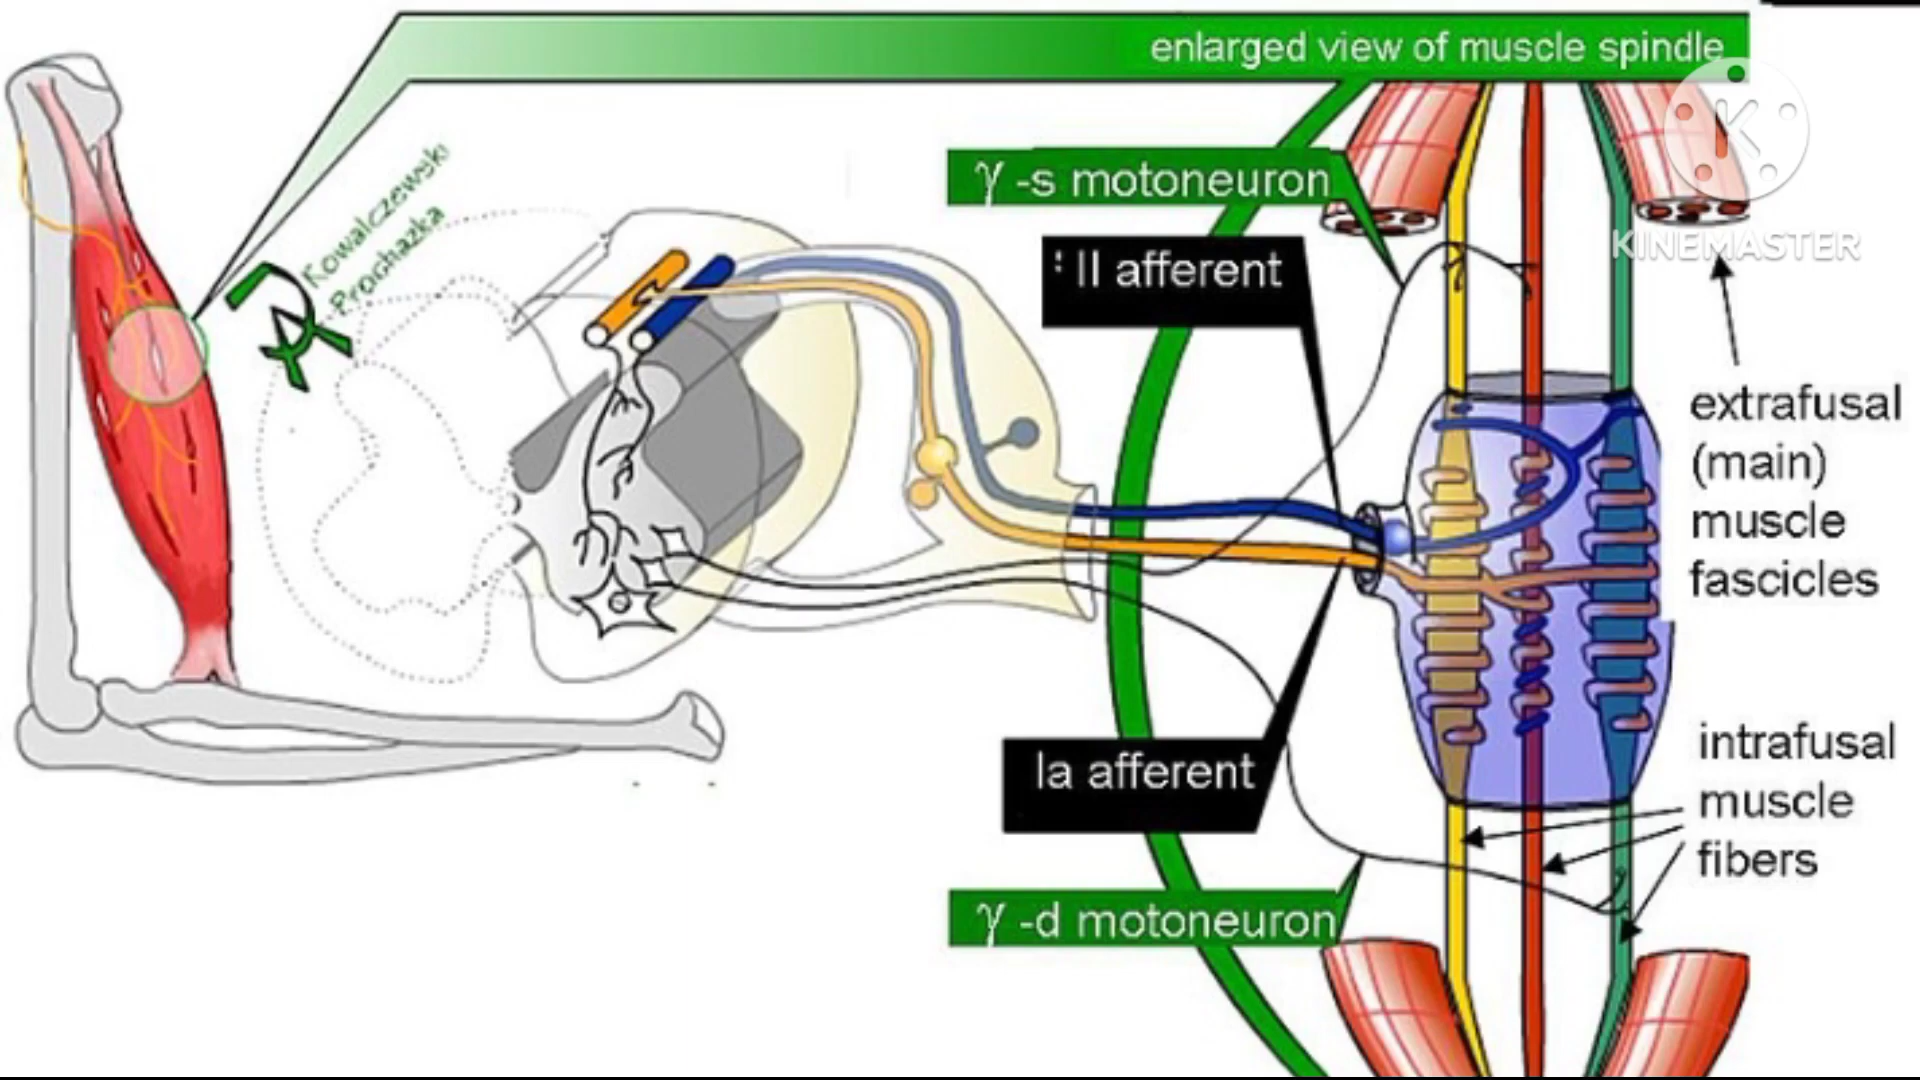 enlarged view of muscle spindle
Kowalczewski
Prochazka
γ -s motoneuron
II afferent
KINEMASTER
extrafusal
(main)
muscle
fascicles
Ia afferent
intrafusal
muscle
fibers
γ -d motoneuron